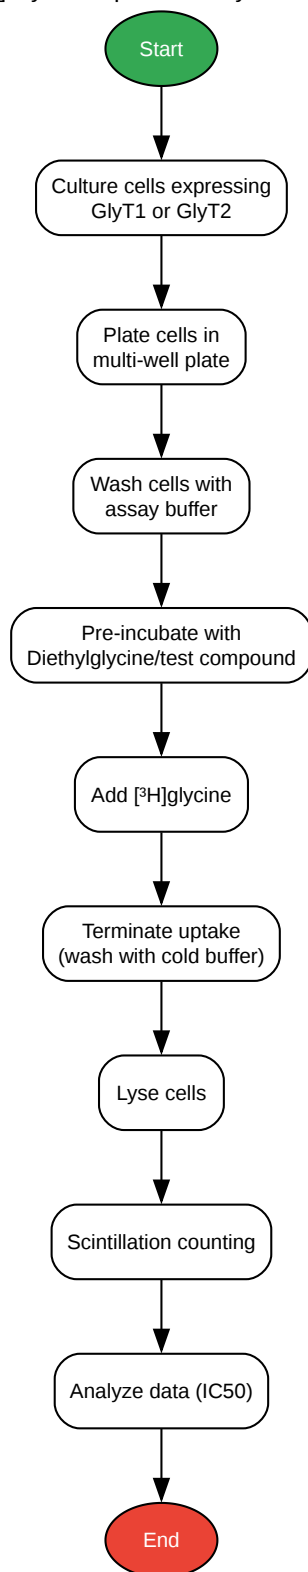 Start
Culture cells expressing
GlyT1 or GlyT2
Plate cells in
multi-well plate
Wash cells with
assay buffer
Pre-incubate with
Diethylglycine/test compound
Add [³H]glycine
Terminate uptake
(wash with cold buffer)
Lyse cells
Scintillation counting
Analyze data (IC50)
End